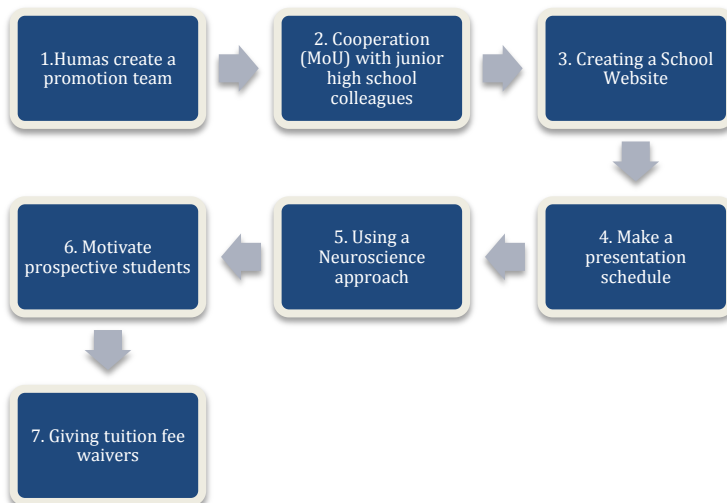 1.Humas create a
promotion team
2. Cooperation
(MoU) with junior
high school
colleagues
3. Creating a School
Website
4. Make a
presentation
schedule
5. Using a
Neuroscience
approach
6. Motivate
prospective students
7. Giving tuition fee
waivers